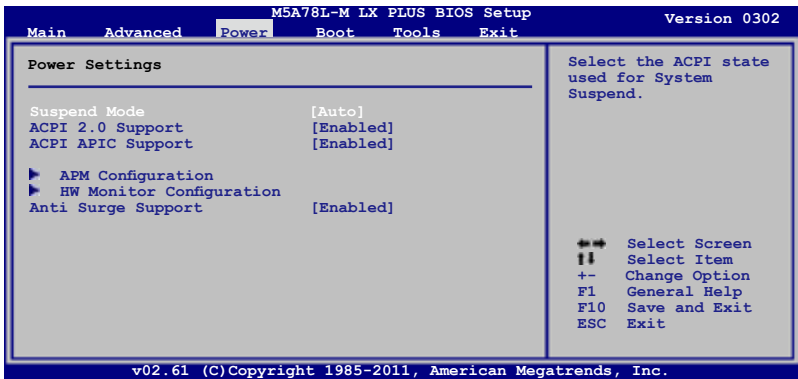 M5A78L-M LX PLUS BIOS Setup Version 0302
Main Advanced Power Boot Tools Exit
Power Settings
Suspend Mode [Auto]
ACPI 2.0 Support [Enabled]
ACPI APIC Support [Enabled]
APM Configuration
HW Monitor Configuration
Anti Surge Support [Enabled]
Select the ACPI state
used for System
Suspend.
Select Screen
Select Item
+- Change Option
F1 General Help
F10 Save and Exit
ESC Exit
v02.61 (C)Copyright 1985-2011, American Megatrends, Inc.